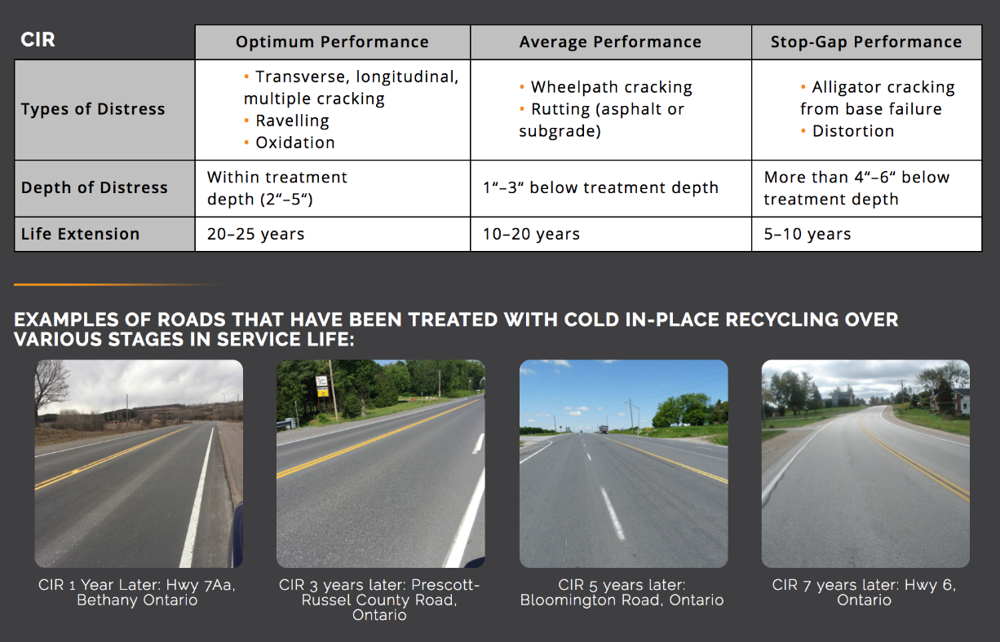 CIR
Optimum Performance
Average Performance
Stop-Gap Performance
Types of Distress
• Transverse, longitudinal,
multiple cracking
• Ravelling
• Oxidation
• Wheelpath cracking
• Rutting (asphalt or
subgrade)
• Alligator cracking
from base failure
• Distortion
Depth of Distress
Within treatment
depth (2“–5“)
1“–3“ below treatment depth
More than 4“–6“ below
treatment depth
Life Extension
20–25 years
10–20 years
5–10 years
EXAMPLES OF ROADS THAT HAVE BEEN TREATED WITH COLD IN-PLACE RECYCLING OVER
VARIOUS STAGES IN SERVICE LIFE:
CIR 1 Year Later: Hwy 7Aa,
Bethany Ontario
CIR 3 years later: Prescott-
Russel County Road,
Ontario
CIR 5 years later:
Bloomington Road, Ontario
CIR 7 years later: Hwy 6,
Ontario